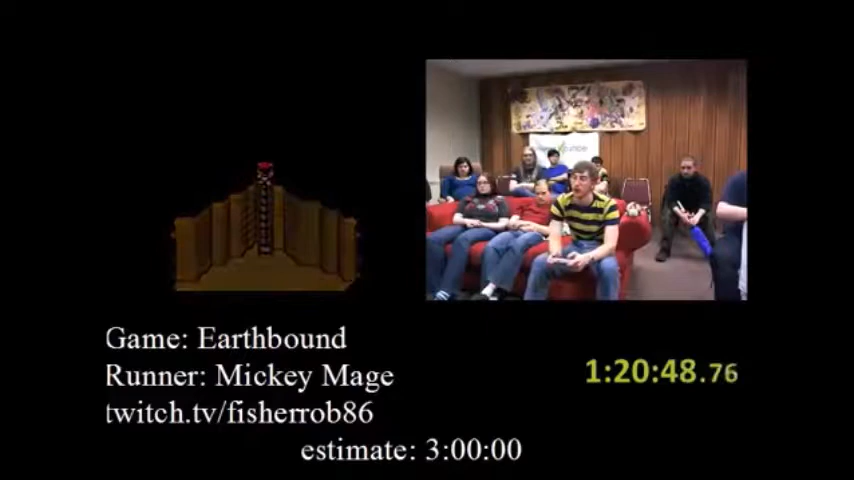 Game: Earthbound
Runner: Mickey Mage
twitch.tv/fisherrob86
estimate: 3:00:00
1:20:48.76